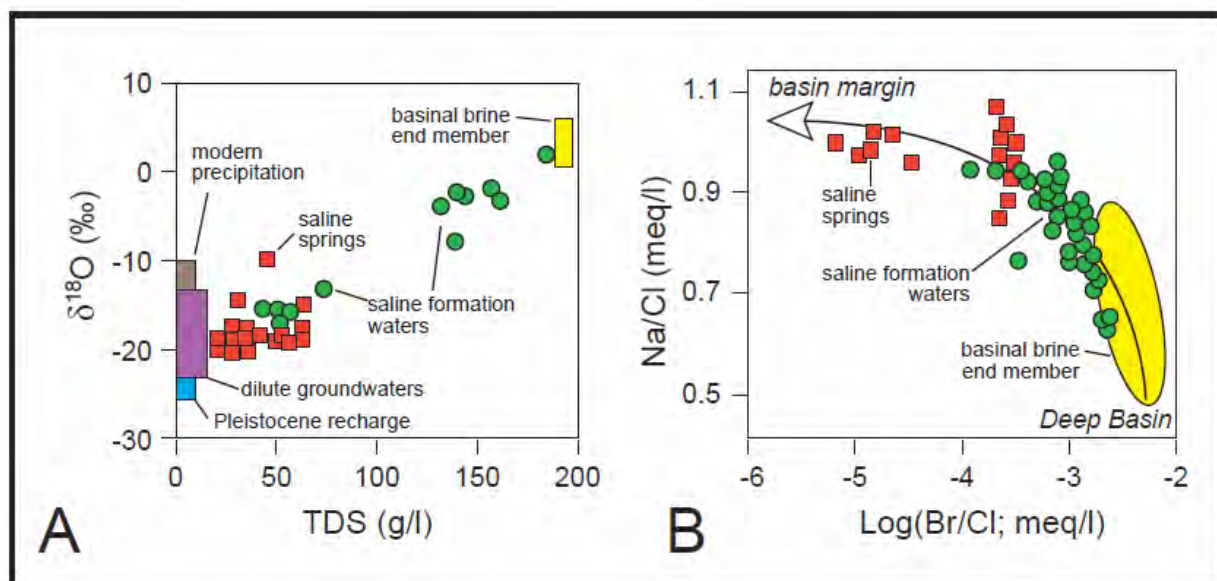 10
0
-10
-20
-30
δ18O (‰)
modern
precipitation
saline
springs
basinal brine
end member
saline formation
waters
dilute groundwaters
Pleistocene recharge
0
50
100
150
200
TDS (g/l)
A
1.1
0.9
0.7
0.5
Na/Cl (meq/l)
basin margin
saline
springs
saline formation
waters
basinal brine
end member
Deep Basin
-6
-5
-4
-3
-2
Log(Br/Cl; meq/l)
B